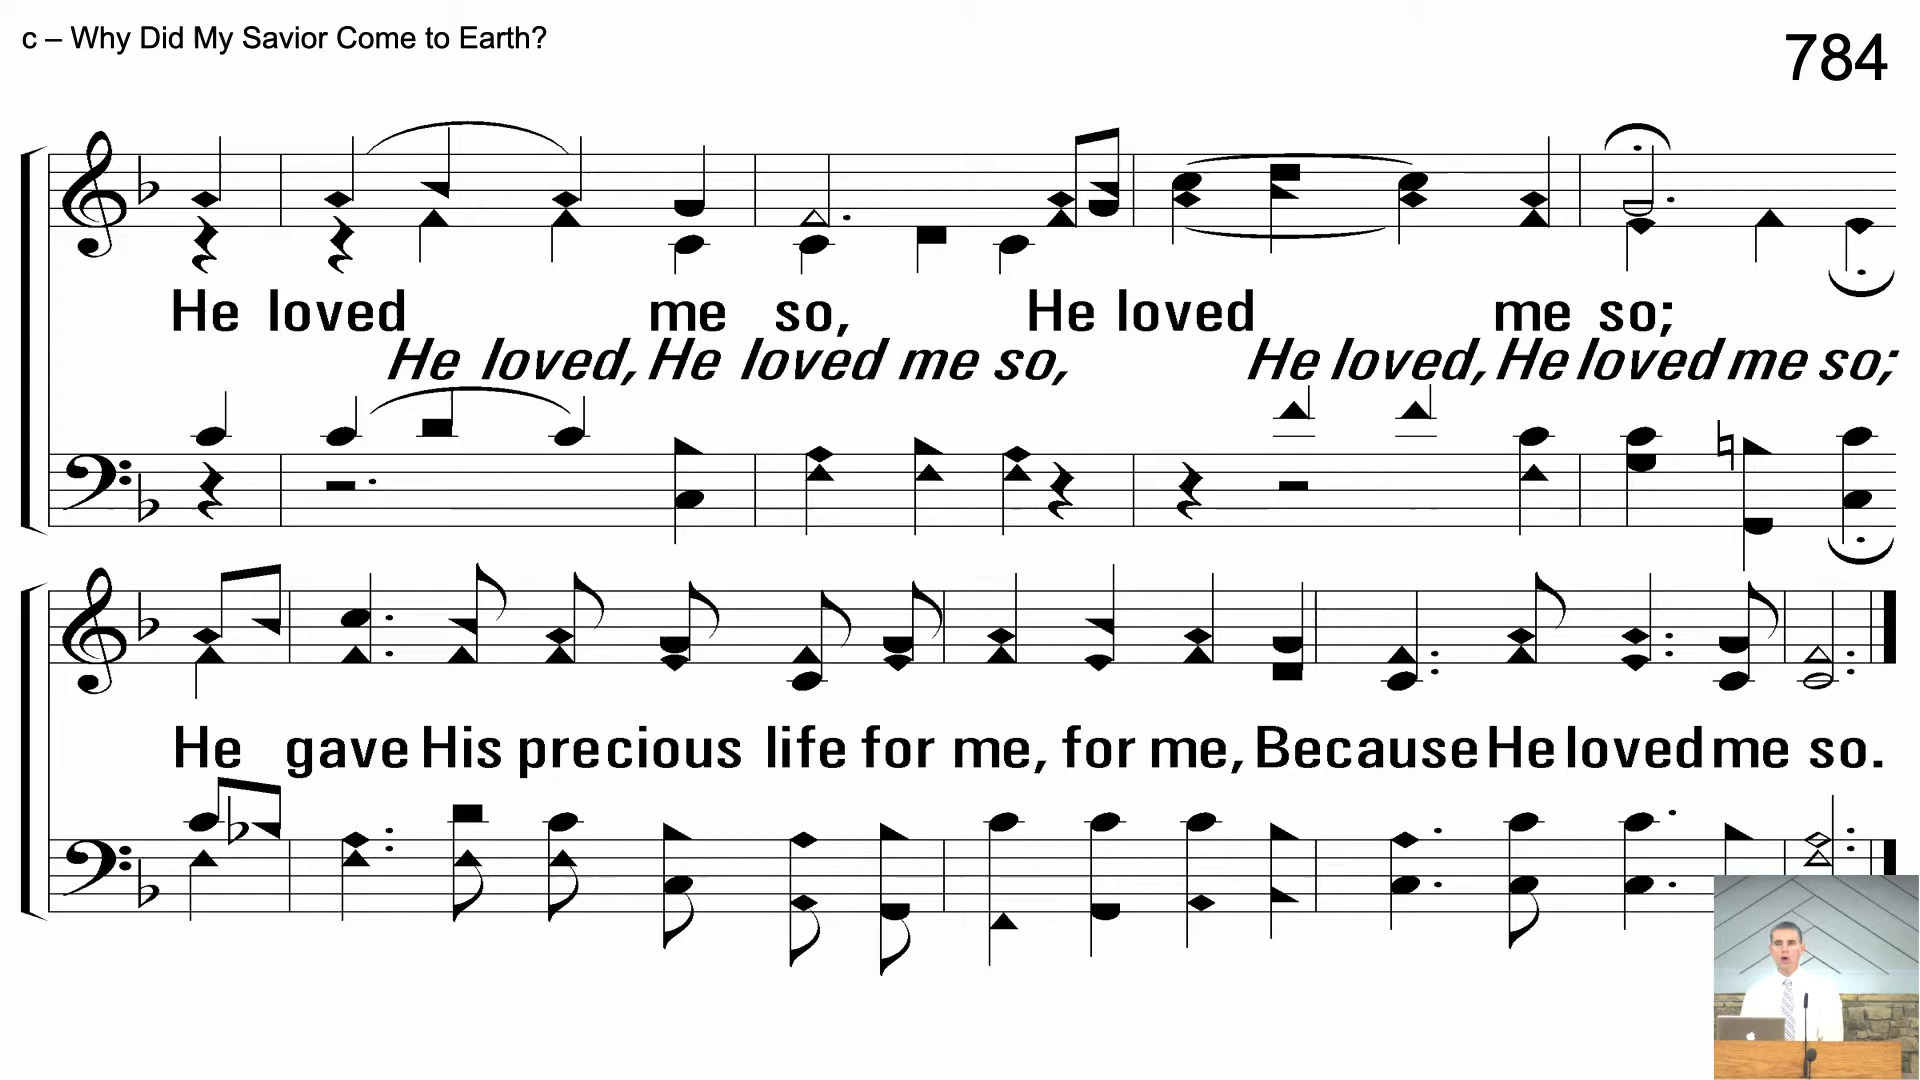 c – Why Did My Savior Come to Earth?
784
He loved me so, He loved me so;
He loved, He loved me so, He loved, He loved me so;
He gave His precious life for me, for me, Because He loved me so.